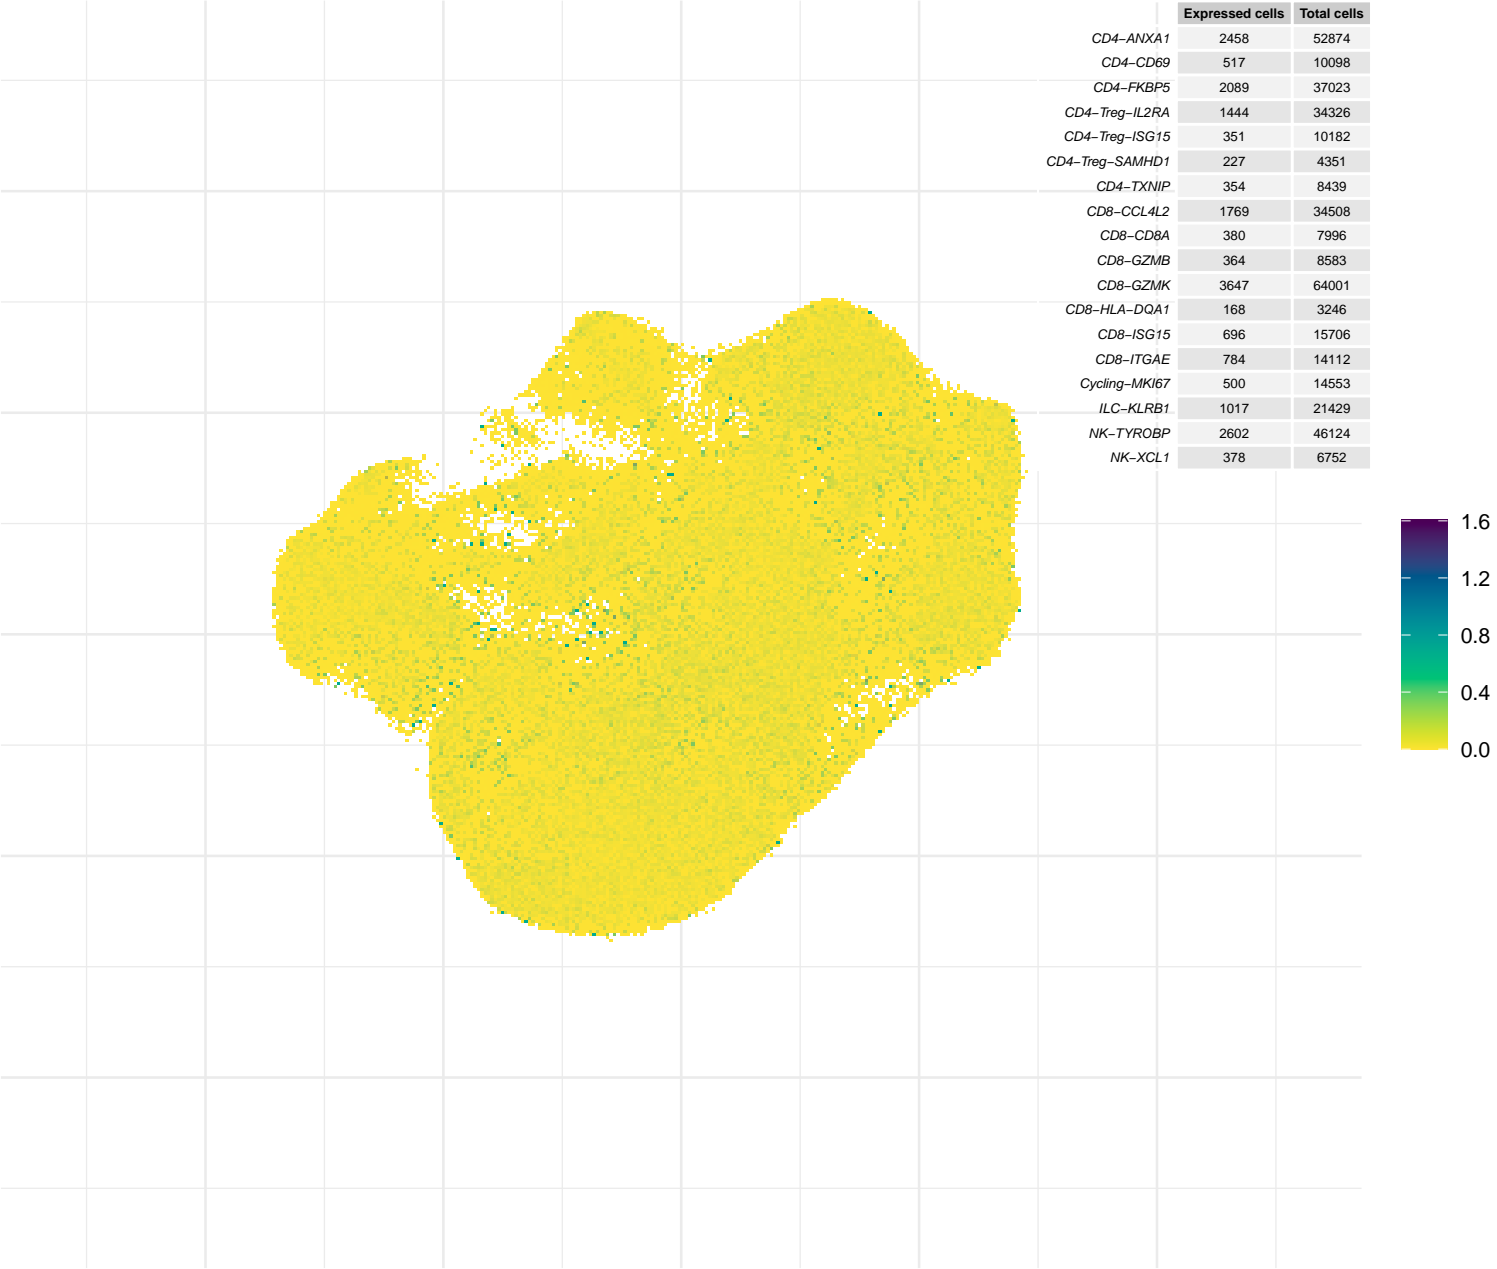 Expressed cells Total cells
CD4−ANXA1 2458 52874
CD4−CD69 517 10098
CD4−FKBP5 2089 37023
CD4−Treg−IL2RA 1444 34326
CD4−Treg−ISG15 351 10182
CD4−Treg−SAMHD1 227 4351
CD4−TXNIP 354 8439
CD8−CCL4L2 1769 34508
CD8−CD8A 380 7996
CD8−GZMB 364 8583
CD8−GZMK 3647 64001
CD8−HLA−DQA1 168 3246
CD8−ISG15 696 15706
CD8−ITGAE 784 14112
Cycling−MKI67 500 14553
ILC−KLRB1 1017 21429
NK−TYROBP 2602 46124
NK−XCL1 378 6752
1.6
1.2
0.8
0.4
0.0